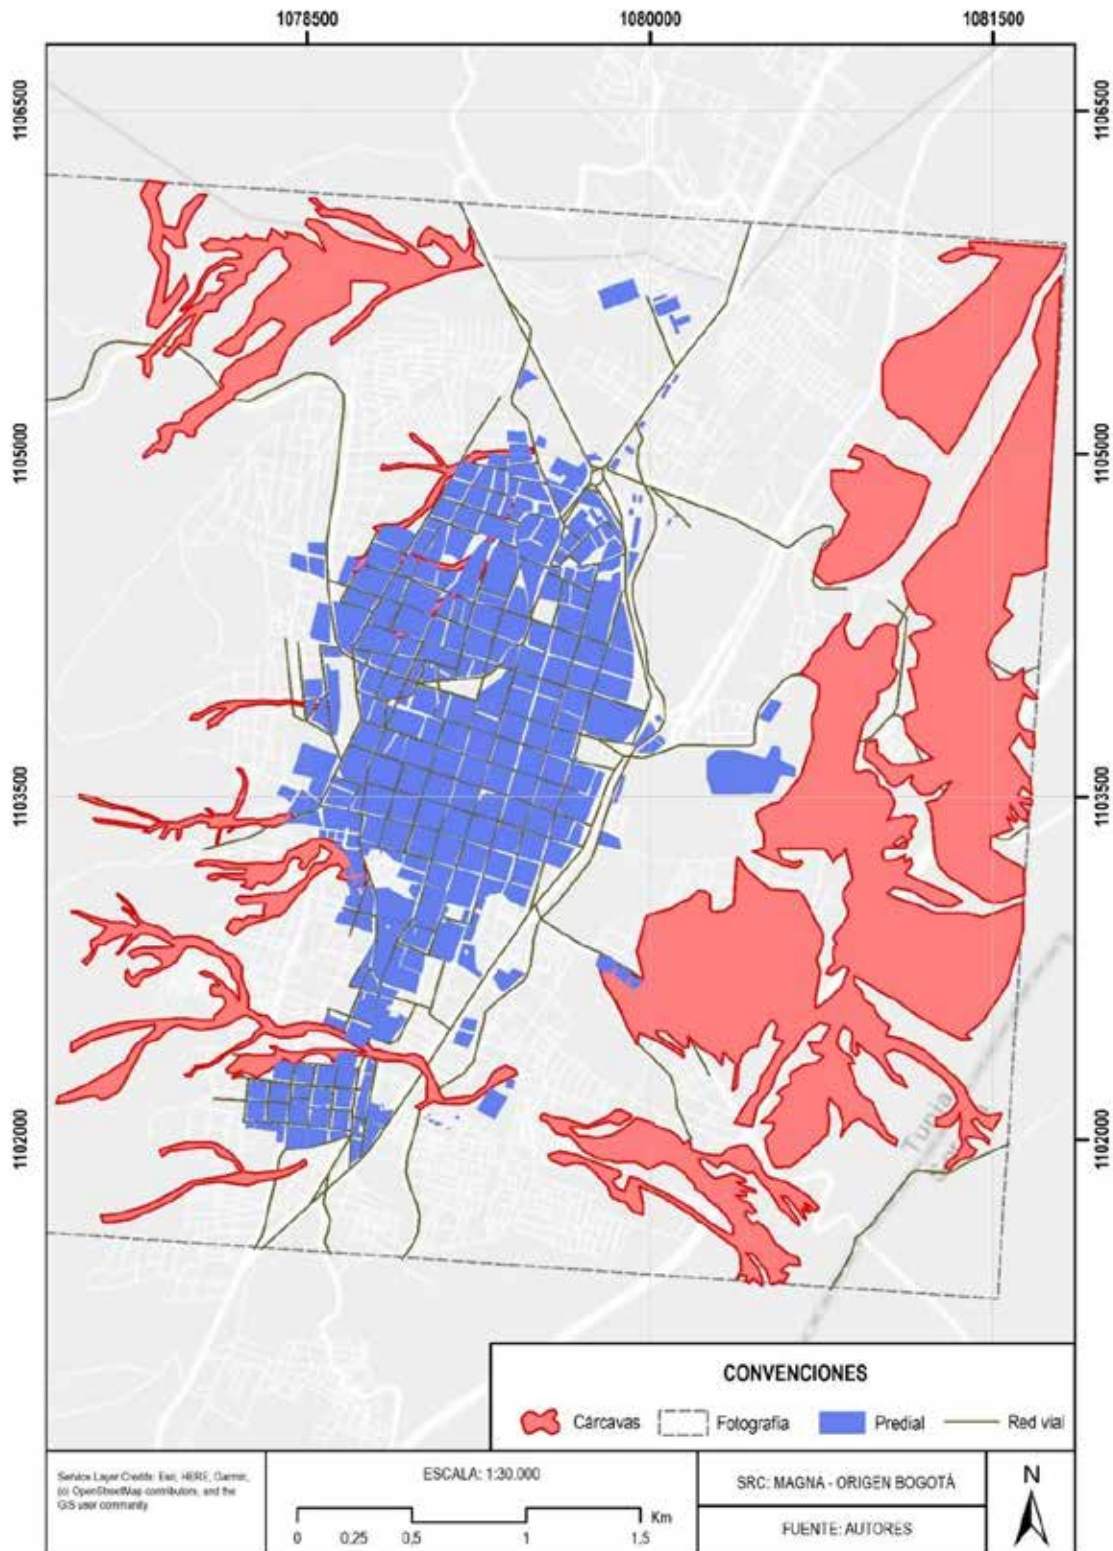 1078500 1080000 1081500
1106500 1106500
1105000 1105000
1103500 1103500
1102000 1102000
Tunja
CONVENCIONES
Cárcavas Fotografía Predial Red vial
Service Layer Credits: Esri, HERE, Garmin,
(c) OpenStreetMap contributors, and the
GIS user community
ESCALA: 1:30.000
0 0,25 0,5 1 1,5 Km
SRC: MAGNA - ORIGEN BOGOTÁ
FUENTE: AUTORES
N